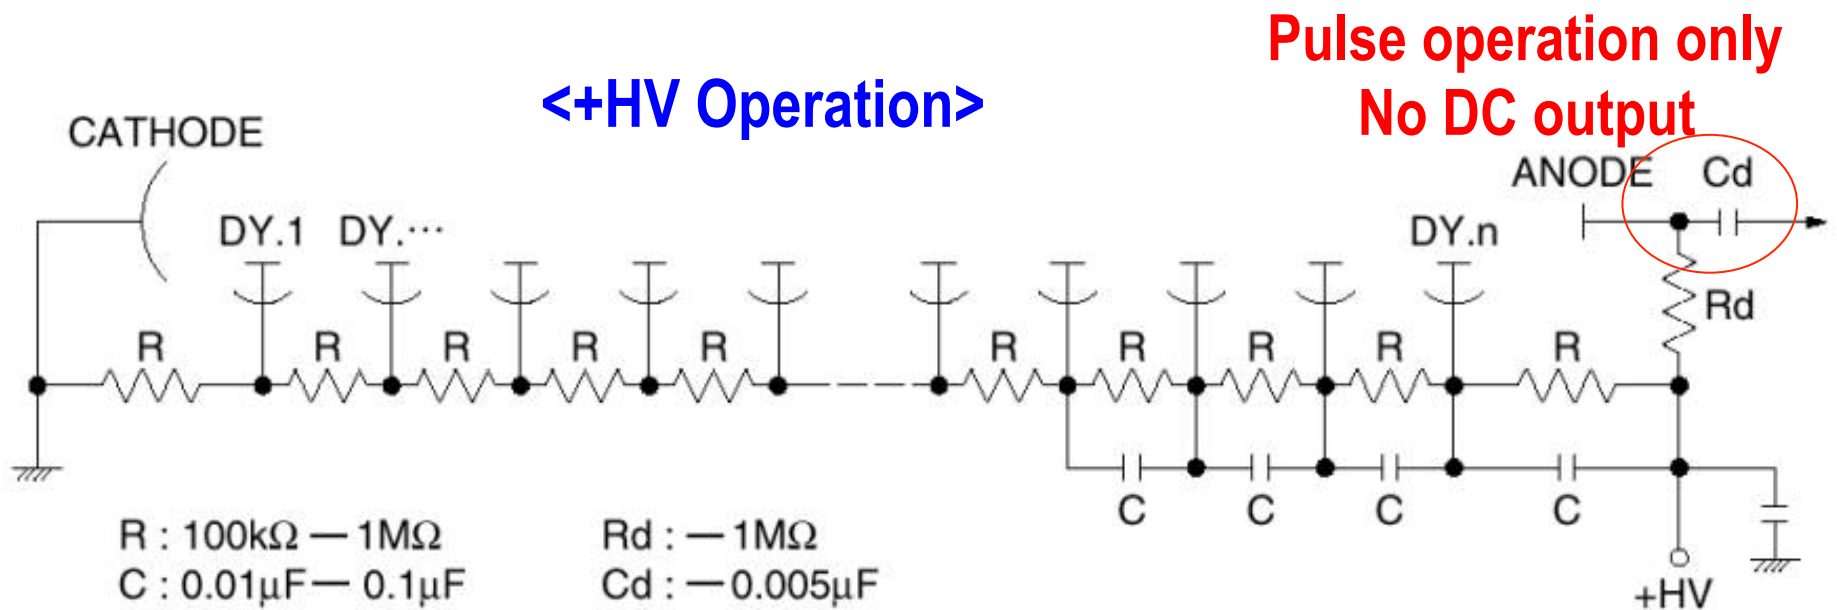 Pulse operation only
No DC output
<+HV Operation>
CATHODE
ANODE Cd
DY.1 DY.··· DY.n
Rd
R R R R R R R R R R
C C C C
R : 100kΩ — 1MΩ Rd : — 1MΩ
C : 0.01µF — 0.1µF Cd : — 0.005µF
+HV